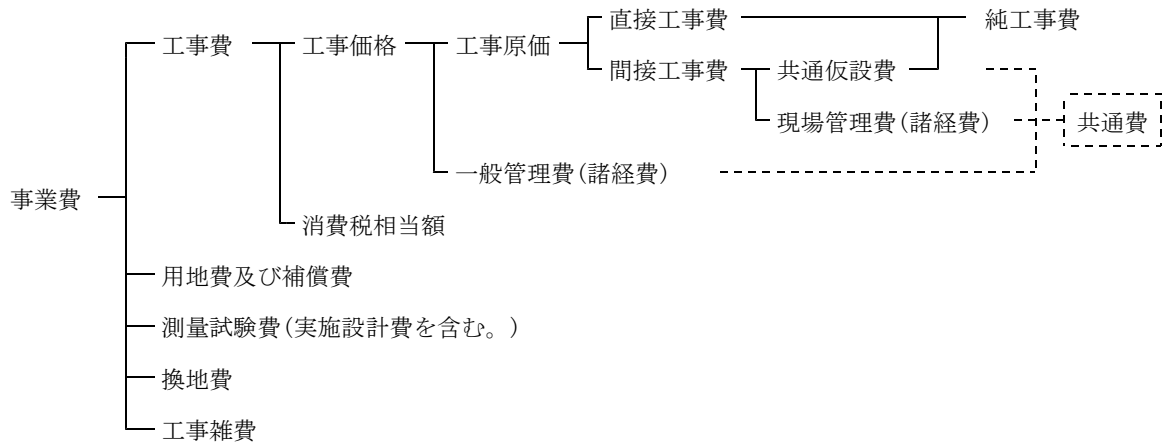 直接工事費 純工事費
工事費 工事価格 工事原価
間接工事費 共通仮設費
現場管理費(諸経費) 共通費
一般管理費(諸経費)
事業費
消費税相当額
用地費及び補償費
測量試験費(実施設計費を含む。)
換地費
工事雑費